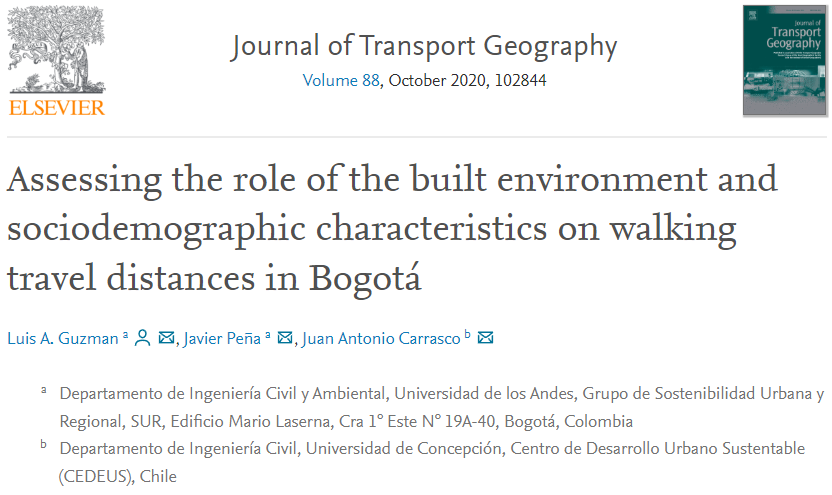 ELSEVIER
Journal of Transport Geography
Volume 88, October 2020, 102844
Journal of
Transport
Geography
Assessing the role of the built environment and
sociodemographic characteristics on walking
travel distances in Bogotá
Luis A. Guzman a, Javier Peña a, Juan Antonio Carrasco b
a Departamento de Ingeniería Civil y Ambiental, Universidad de los Andes, Grupo de Sostenibilidad Urbana y
Regional, SUR, Edificio Mario Laserna, Cra 1° Este N° 19A-40, Bogotá, Colombia
b Departamento de Ingeniería Civil, Universidad de Concepción, Centro de Desarrollo Urbano Sustentable
(CEDEUS), Chile